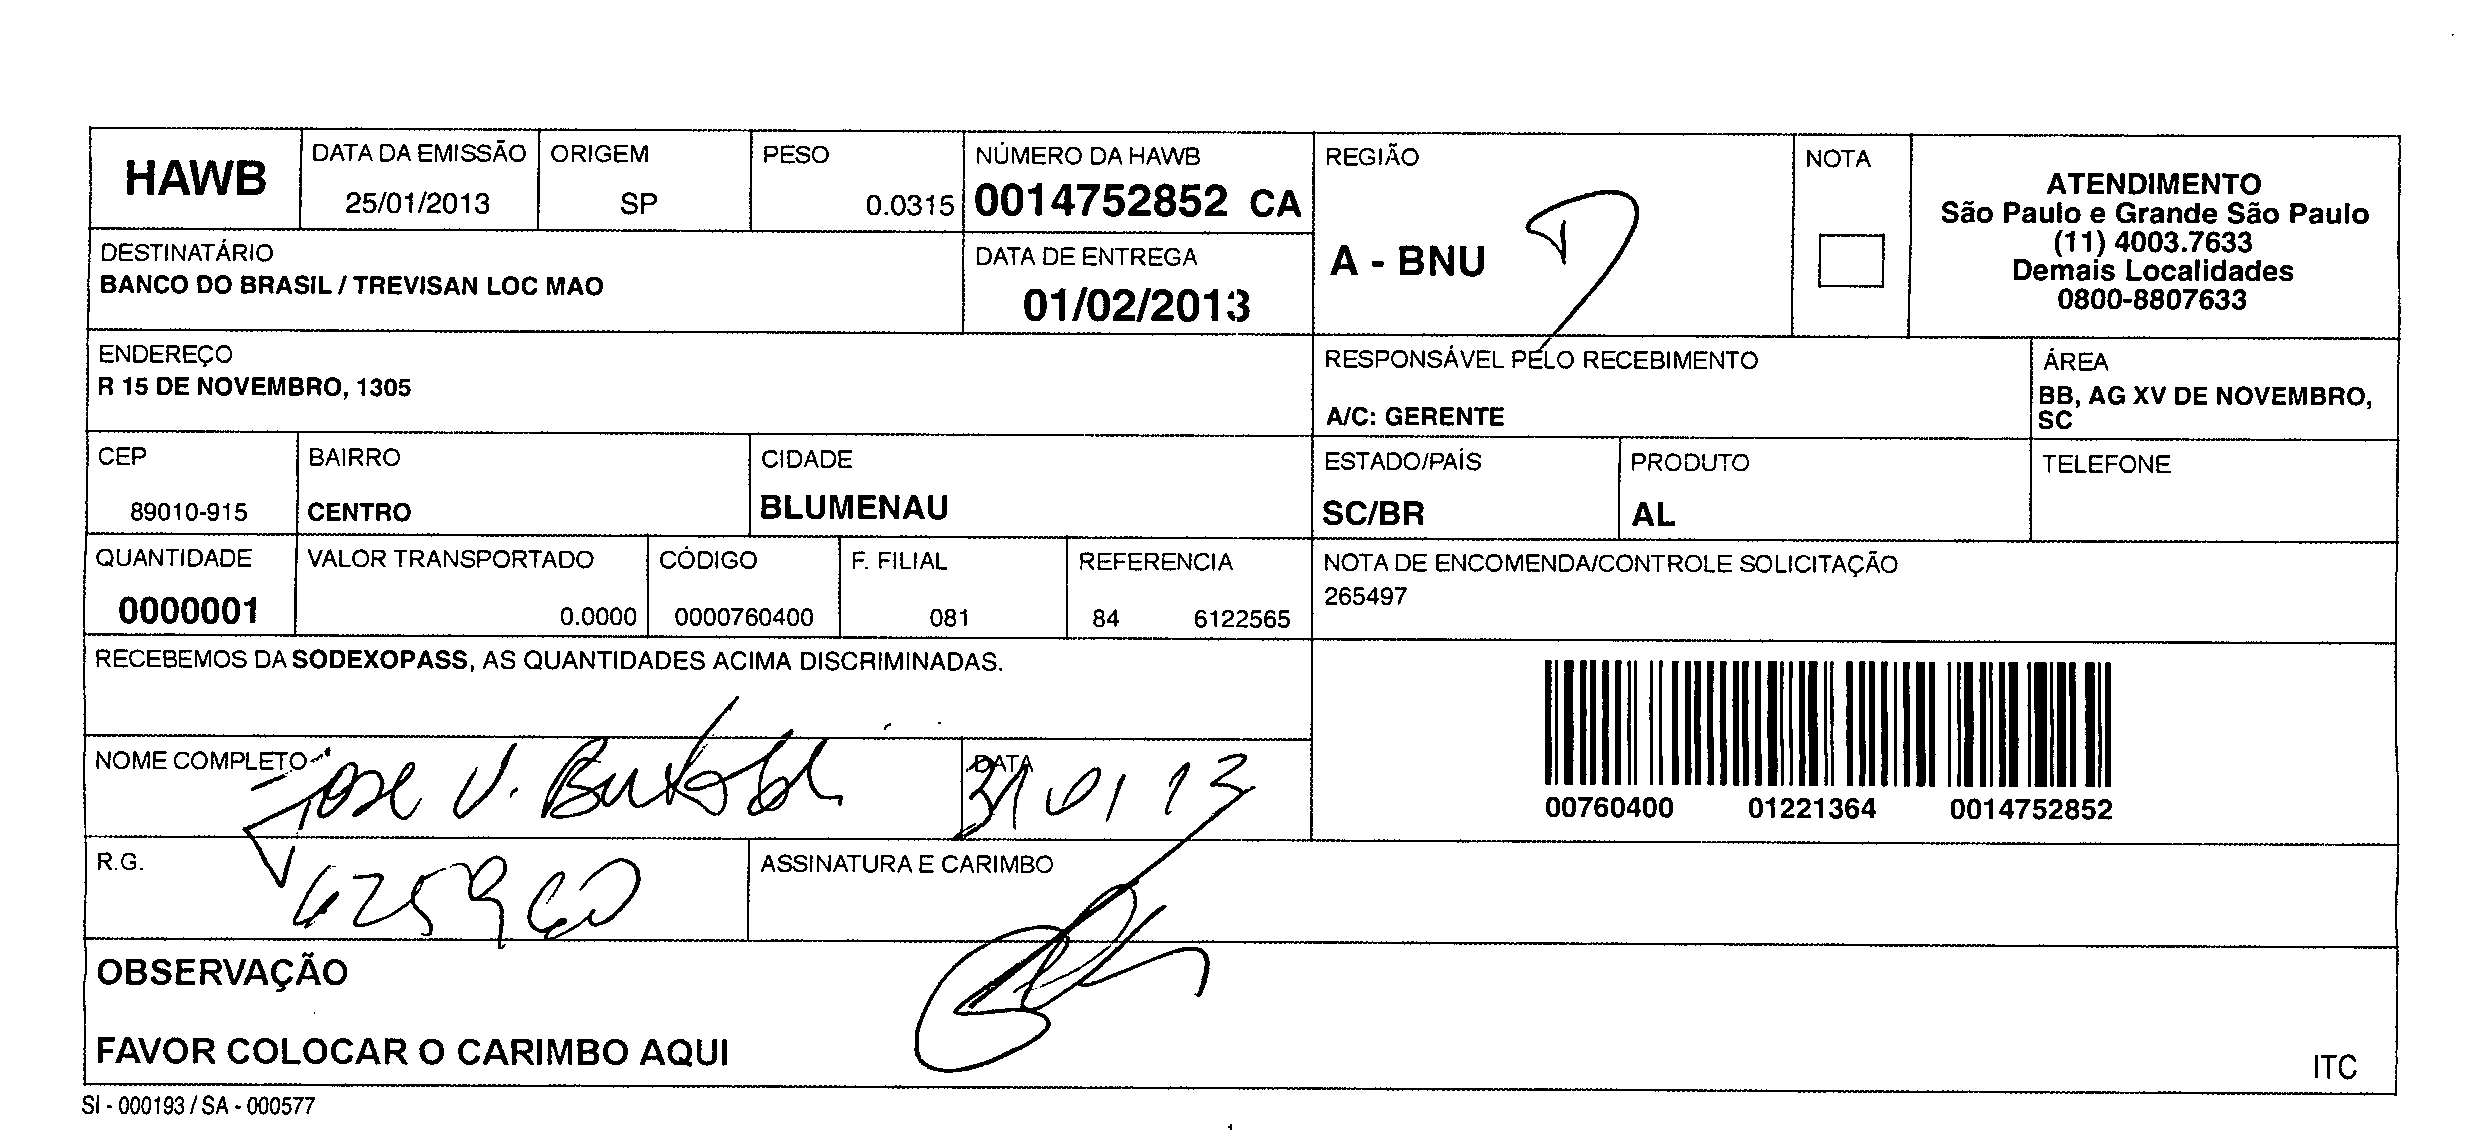 HAWB
DATA DA EMISSÃO
25/01/2013
ORIGEM
SP
PESO
0.0315
NÚMERO DA HAWB
0014752852 CA
REGIÃO
A - BNU
NOTA
ATENDIMENTO
São Paulo e Grande São Paulo
(11) 4003.7633
Demais Localidades
0800-8807633
DESTINATÁRIO
BANCO DO BRASIL / TREVISAN LOC MAO
DATA DE ENTREGA
01/02/2013
ENDEREÇO
R 15 DE NOVEMBRO, 1305
RESPONSÁVEL PELO RECEBIMENTO
A/C: GERENTE
ÁREA
BB, AG XV DE NOVEMBRO,
SC
CEP
89010-915
BAIRRO
CENTRO
CIDADE
BLUMENAU
ESTADO/PAÍS
SC/BR
PRODUTO
AL
TELEFONE
QUANTIDADE
0000001
VALOR TRANSPORTADO
0.0000
CÓDIGO
0000760400
F. FILIAL
081
REFERENCIA
84 6122565
NOTA DE ENCOMENDA/CONTROLE SOLICITAÇÃO
265497
RECEBEMOS DA SODEXOPASS, AS QUANTIDADES ACIMA DISCRIMINADAS.
NOME COMPLETO
Jose V.
DATA
31 01 13
00760400 01221364 0014752852
R.G.
625960
ASSINATURA E CARIMBO
OBSERVAÇÃO
FAVOR COLOCAR O CARIMBO AQUI
ITC
SI - 000193 / SA - 000577